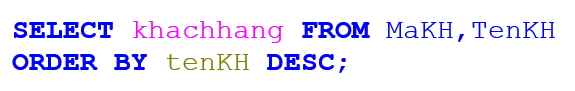 SELECT khachhang FROM MaKH,TenKH
ORDER BY tenKH DESC;